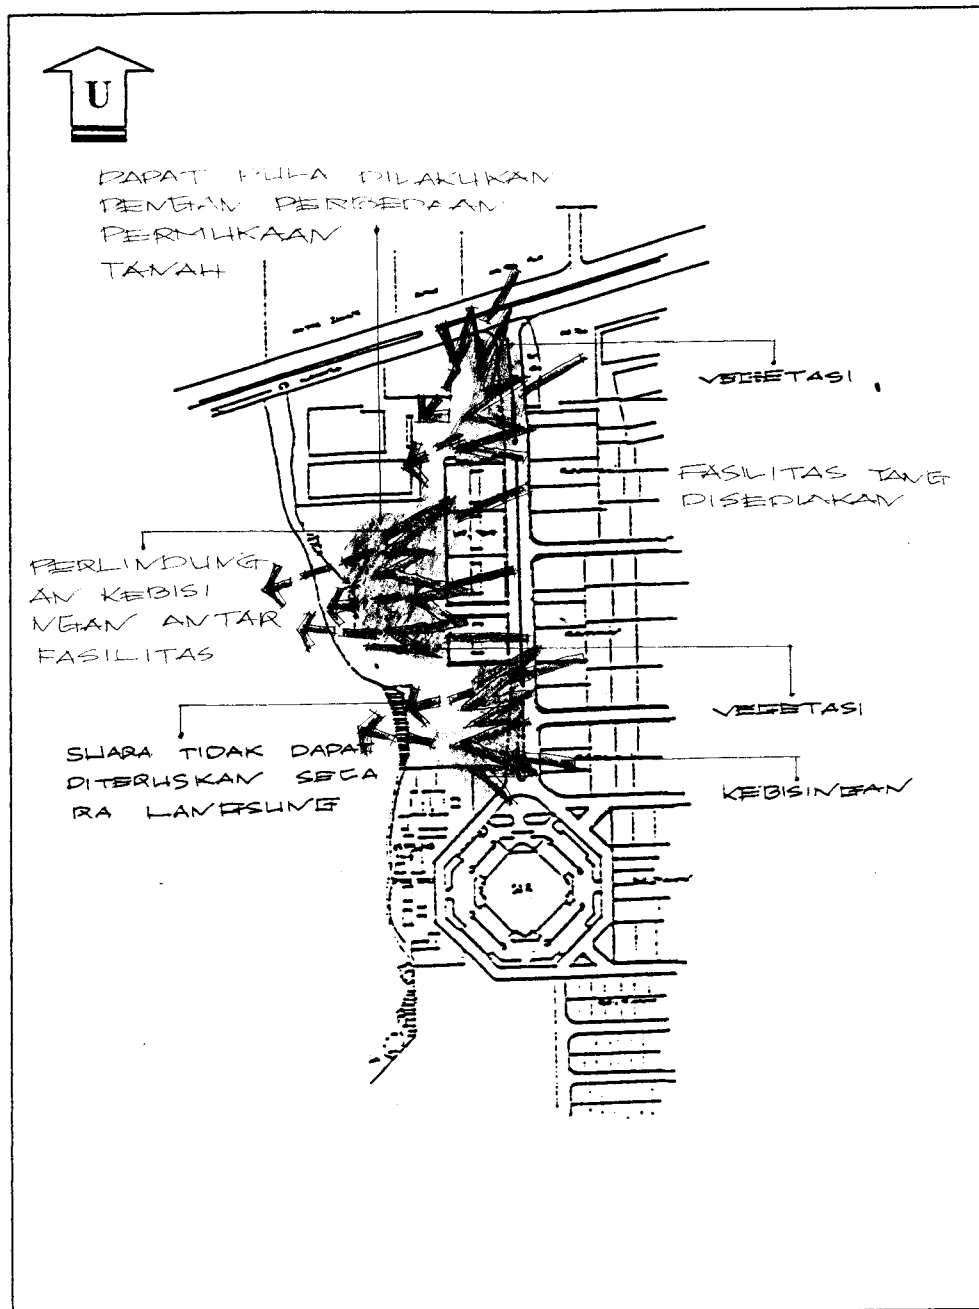 U
DAPAT PULA DILAKUKAN
DENGAN PERBEDAAN
PERMUKAAN
TANAH
VEGETASI
FASILITAS TANG
DISEDIAKAN
PERLINDUNG
AN KEBISI
NGAN ANTAR
FASILITAS
VEGETASI
SUARA TIDAK DAPAT
DITERUSKAN SECA
RA LANGSUNG
KEBISINGAN